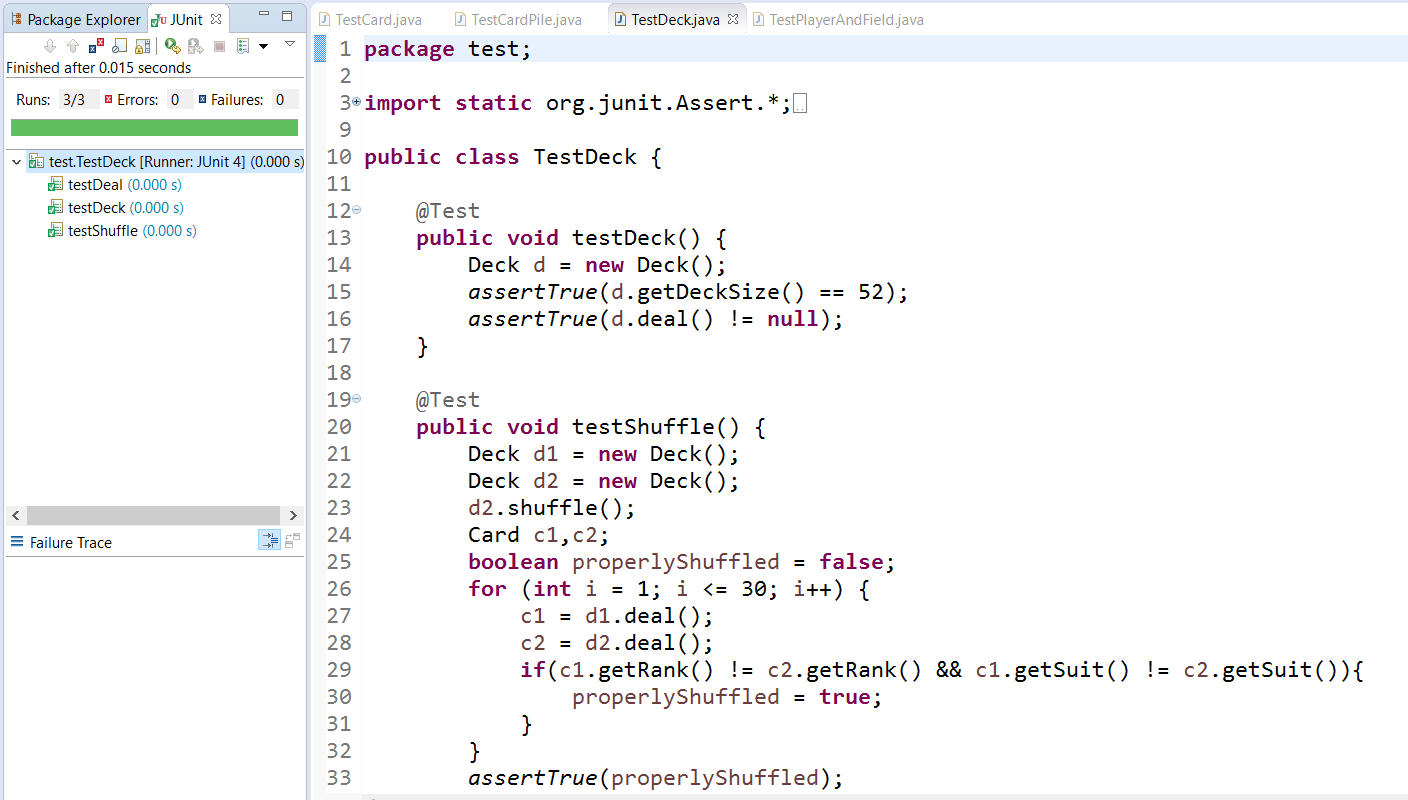 Package Explorer JUnit
Finished after 0.015 seconds
Runs: 3/3 Errors: 0 Failures: 0
test.TestDeck [Runner: JUnit 4] (0.000 s)
testDeal (0.000 s)
testDeck (0.000 s)
testShuffle (0.000 s)
Failure Trace
TestCard.java TestCardPile.java TestDeck.java TestPlayerAndField.java
1 package test;
2
3 import static org.junit.Assert.*;
9
10 public class TestDeck {
11
12 @Test
13 public void testDeck() {
14 Deck d = new Deck();
15 assertTrue(d.getDeckSize() == 52);
16 assertTrue(d.deal() != null);
17 }
18
19 @Test
20 public void testShuffle() {
21 Deck d1 = new Deck();
22 Deck d2 = new Deck();
23 d2.shuffle();
24 Card c1,c2;
25 boolean properlyShuffled = false;
26 for (int i = 1; i <= 30; i++) {
27 c1 = d1.deal();
28 c2 = d2.deal();
29 if(c1.getRank() != c2.getRank() && c1.getSuit() != c2.getSuit()){
30 properlyShuffled = true;
31 }
32 }
33 assertTrue(properlyShuffled);